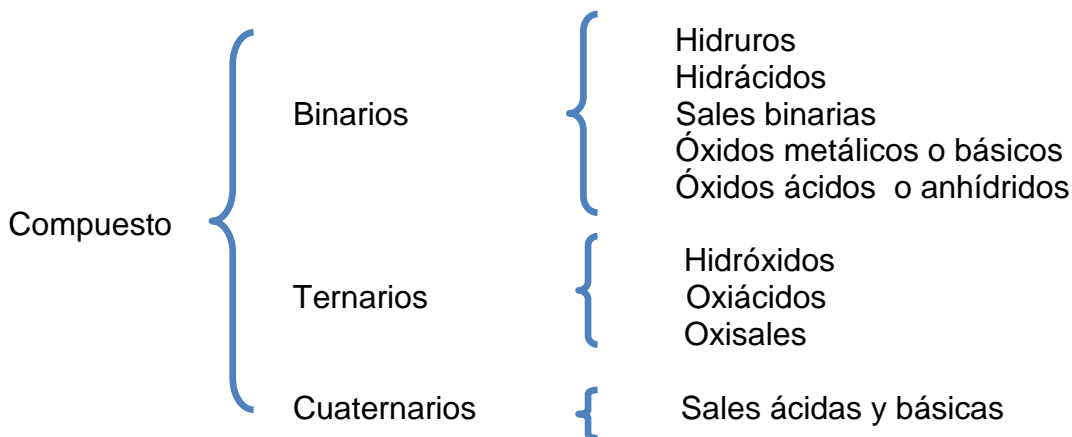 Compuesto
Binarios
Hidruros
Hidrácidos
Sales binarias
Óxidos metálicos o básicos
Óxidos ácidos o anhídridos
Ternarios
Hidróxidos
Oxiácidos
Oxisales
Cuaternarios
Sales ácidas y básicas